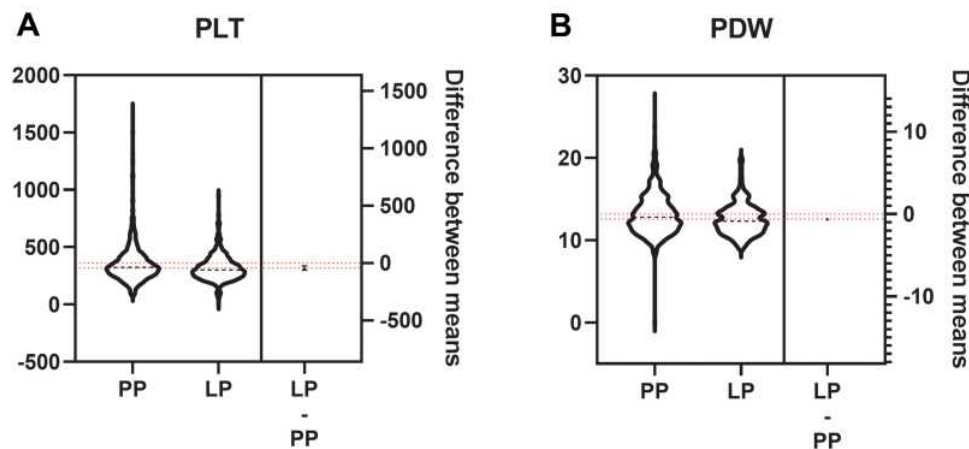 A
PLT
2000
1500
1000
500
0
-500
1500
1000
500
0
-500
Difference between means
PP
LP
LP
-
PP
B
PDW
30
20
10
0
10
0
-10
Difference between means
PP
LP
LP
-
PP